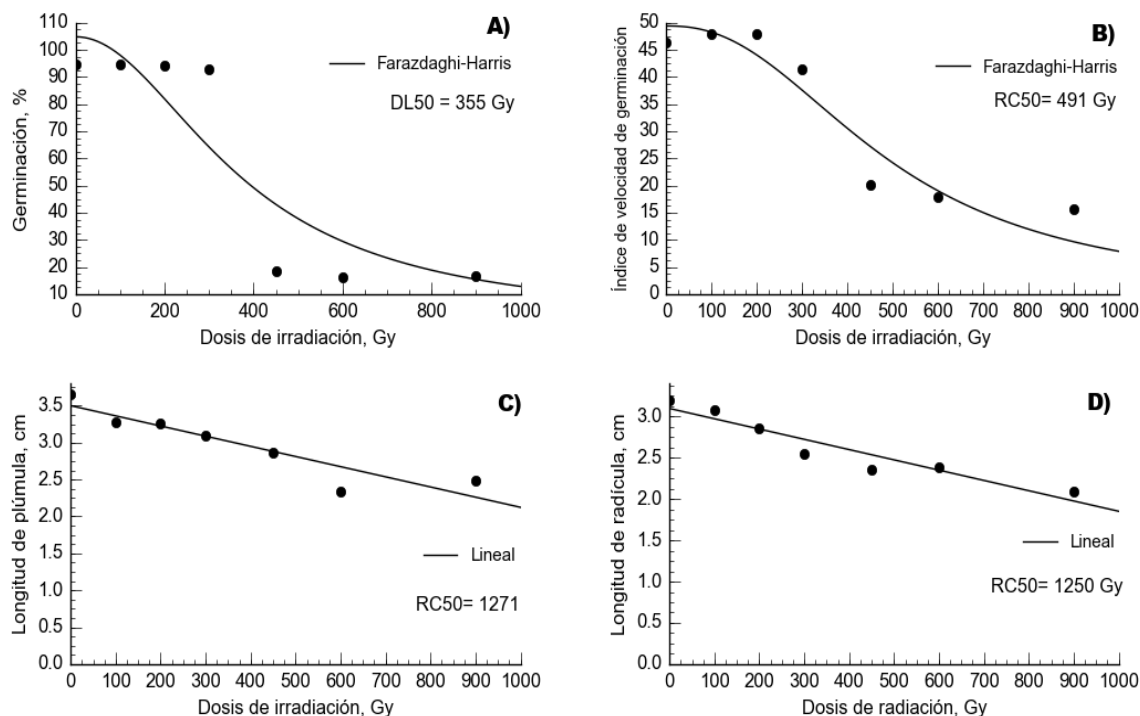 A)
110
100
90
80
70
60
50
40
30
20
10
Germinación, %
Farazdaghi-Harris
DL50 = 355 Gy
0
200
400
600
800
1000
Dosis de irradiación, Gy
B)
50
45
40
35
30
25
20
15
10
5
0
Índice de velocidad de germinación
Farazdaghi-Harris
RC50= 491 Gy
0 100 200 300 400 500 600 700 800 900 1000
Dosis de irradiación, Gy
C)
3.5
3.0
2.5
2.0
1.5
1.0
0.5
0.0
Longitud de plúmula, cm
Lineal
RC50= 1271
0 100 200 300 400 500 600 700 800 900 1000
Dosis de irradiación, Gy
D)
3.0
2.5
2.0
1.5
1.0
0.5
0.0
Longitud de radícula, cm
Lineal
RC50= 1250 Gy
0 100 200 300 400 500 600 700 800 900 1000
Dosis de radiación, Gy